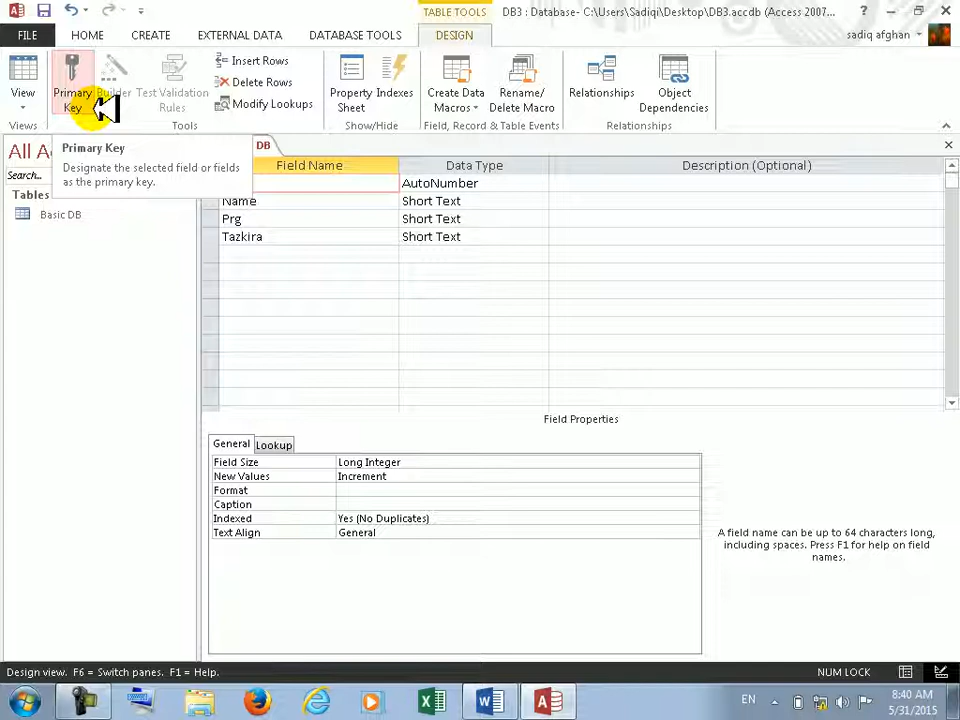 TABLE TOOLS
DB3 : Database- C:\Users\Sadiqi\Desktop\DB3.accdb (Access 2007...
FILE
HOME
CREATE
EXTERNAL DATA
DATABASE TOOLS
DESIGN
sadiq afghan
View
Primary
Key
Builder
Test Validation
Rules
Insert Rows
Delete Rows
Modify Lookups
Property
Sheet
Indexes
Create Data
Macros
Rename/
Delete Macro
Relationships
Object
Dependencies
Views
Tools
Show/Hide
Field, Record & Table Events
Relationships
All A
Search...
Tables
Basic DB
Primary Key
Designate the selected field or fields
as the primary key.
DB
Field Name
Data Type
Description (Optional)
AutoNumber
Name
Short Text
Prg
Short Text
Tazkira
Short Text
Field Properties
General
Lookup
Field Size
Long Integer
New Values
Increment
Format
Caption
Indexed
Yes (No Duplicates)
Text Align
General
A field name can be up to 64 characters long,
including spaces. Press F1 for help on field
names.
Design view. F6 = Switch panes. F1 = Help.
NUM LOCK
EN
8:40 AM
5/31/2015